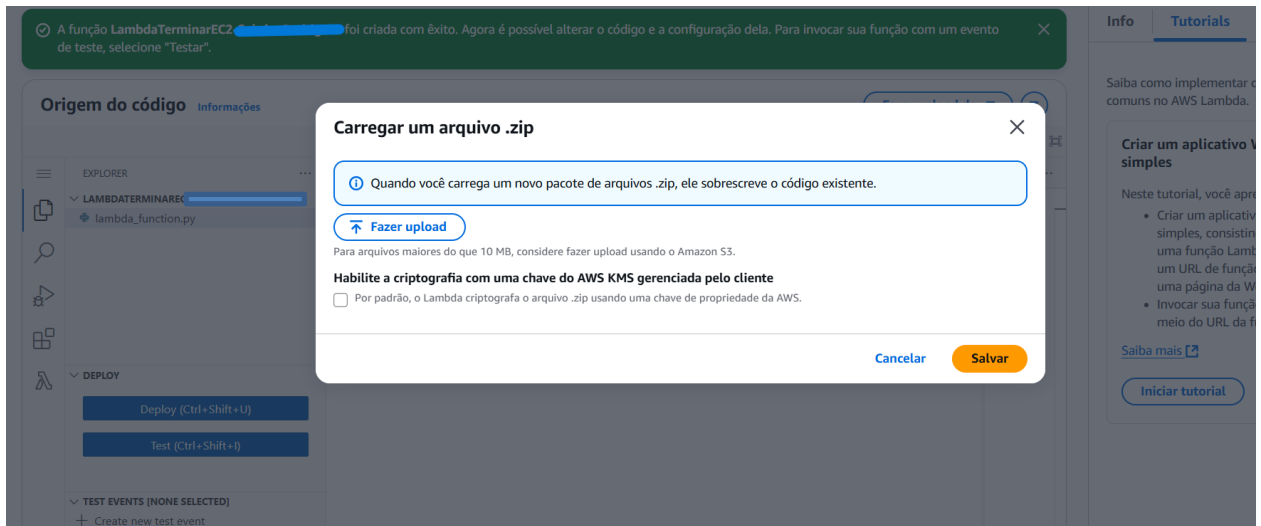 A função LambdaTerminarEC2- foi criada com êxito. Agora é possível alterar o código e a configuração dela. Para invocar sua função com um evento
de teste, selecione "Testar".
Info Tutorials
Origem do código Informações
EXPLORER
LAMBDATERMINAREC
lambda_function.py
DEPLOY
Deploy (Ctrl+Shift+U)
Test (Ctrl+Shift+I)
TEST EVENTS [NONE SELECTED]
Create new test event
Carregar um arquivo .zip
Quando você carrega um novo pacote de arquivos .zip, ele sobrescreve o código existente.
Fazer upload
Para arquivos maiores do que 10 MB, considere fazer upload usando o Amazon S3.
Habilite a criptografia com uma chave do AWS KMS gerenciada pelo cliente
Por padrão, o Lambda criptografa o arquivo .zip usando uma chave de propriedade da AWS.
Cancelar Salvar
Saiba como implementar
comuns no AWS Lambda.
Criar um aplicativo
simples
Neste tutorial, você
Criar um aplicativo
simples, consistin
uma função Lamb
um URL de função
uma página da W
Invocar sua função
meio do URL da
Saiba mais
Iniciar tutorial